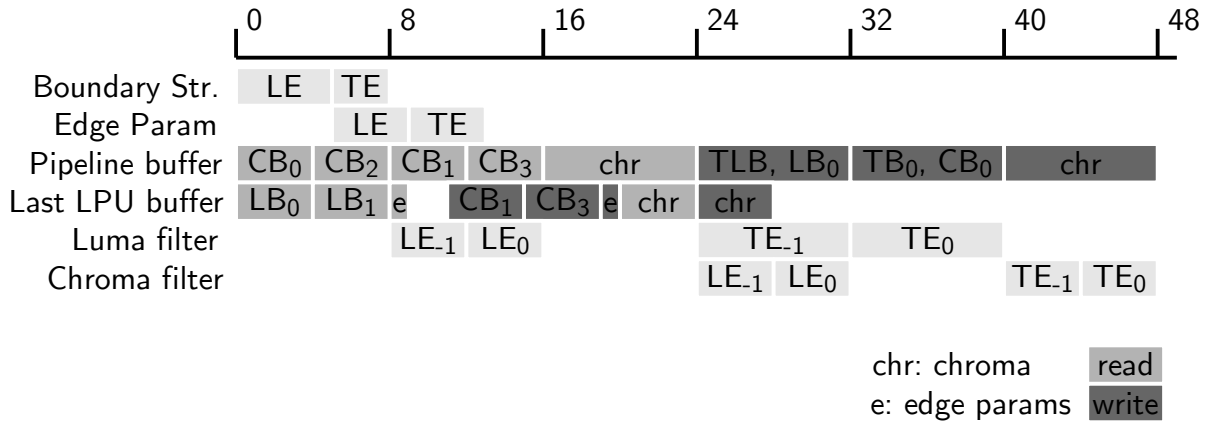 0 8 16 24 32 40 48
Boundary Str. LE TE
Edge Param LE TE
Pipeline buffer CB₀ CB₂ CB₁ CB₃ chr TLB, LB₀ TB₀, CB₀ chr
Last LPU buffer LB₀ LB₁ e CB₁ CB₃ e chr chr
Luma filter LE₋₁ LE₀ TE₋₁ TE₀
Chroma filter LE₋₁ LE₀ TE₋₁ TE₀
chr: chroma read
e: edge params write